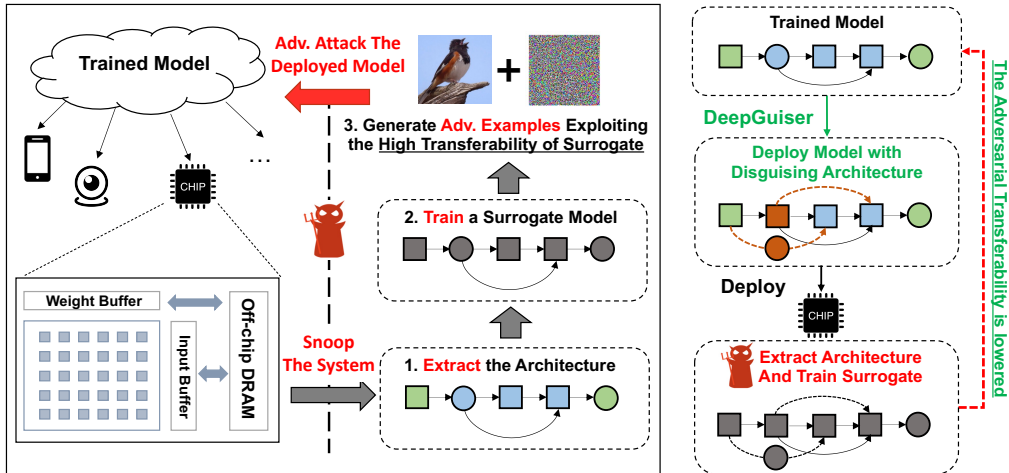 Trained Model
...
CHIP
Weight Buffer
Input Buffer
Off-chip DRAM
Adv. Attack The
Deployed Model
3. Generate Adv. Examples Exploiting
the High Transferability of Surrogate
2. Train a Surrogate Model
Snoop
The System
1. Extract the Architecture
Trained Model
DeepGuiser
Deploy Model with
Disguising Architecture
Deploy
CHIP
Extract Architecture
And Train Surrogate
The Adversarial Transferability is lowered